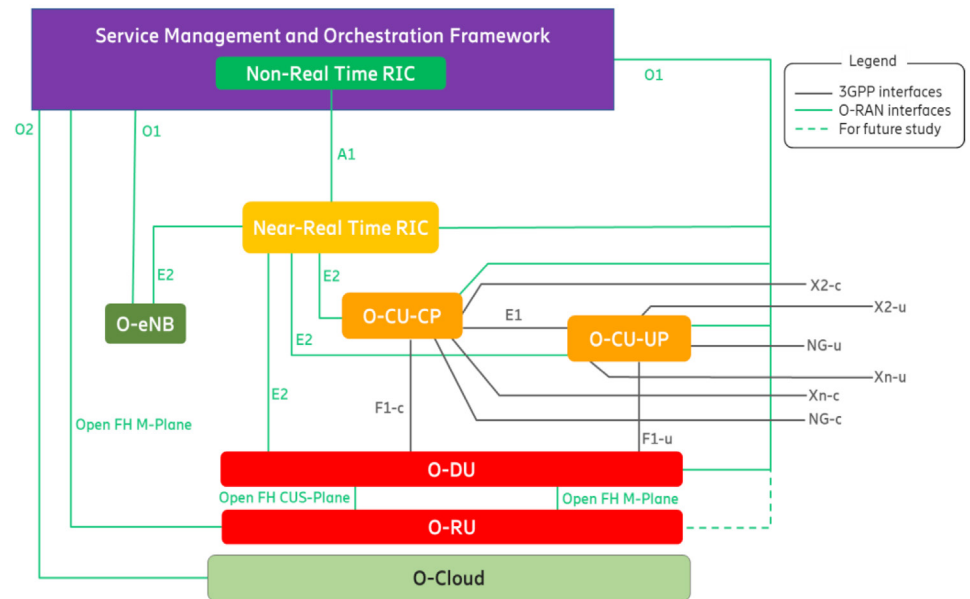 Service Management and Orchestration Framework
Non-Real Time RIC
O1
Legend
3GPP interfaces
O-RAN interfaces
For future study
O2
O1
A1
Near-Real Time RIC
E2
E2
O-eNB
O-CU-CP
E1
O-CU-UP
X2-c
X2-u
NG-u
Xn-u
Xn-c
NG-c
E2
E2
F1-c
F1-u
Open FH M-Plane
O-DU
Open FH CUS-Plane
Open FH M-Plane
O-RU
O-Cloud